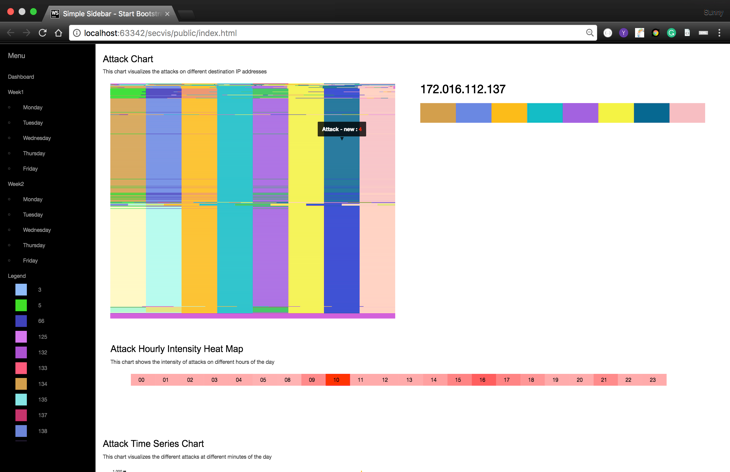 Simple Sidebar - Start Bootst
Bunny
localhost:63342/secvis/public/index.html
Menu
Dashboard
Week1
Monday
Tuesday
Wednesday
Thursday
Friday
Week2
Monday
Tuesday
Wednesday
Thursday
Friday
Legend
3
5
66
125
132
133
134
135
137
138
Attack Chart
This chart visualizes the attacks on different destination IP addresses
Attack - new : 4
172.016.112.137
Attack Hourly Intensity Heat Map
This chart shows the intensity of attacks on different hours of the day
00 01 02 03 04 05 08 09 10 11 12 13 14 15 16 17 18 19 20 21 22 23
Attack Time Series Chart
This chart visualizes the different attacks at different minutes of the day